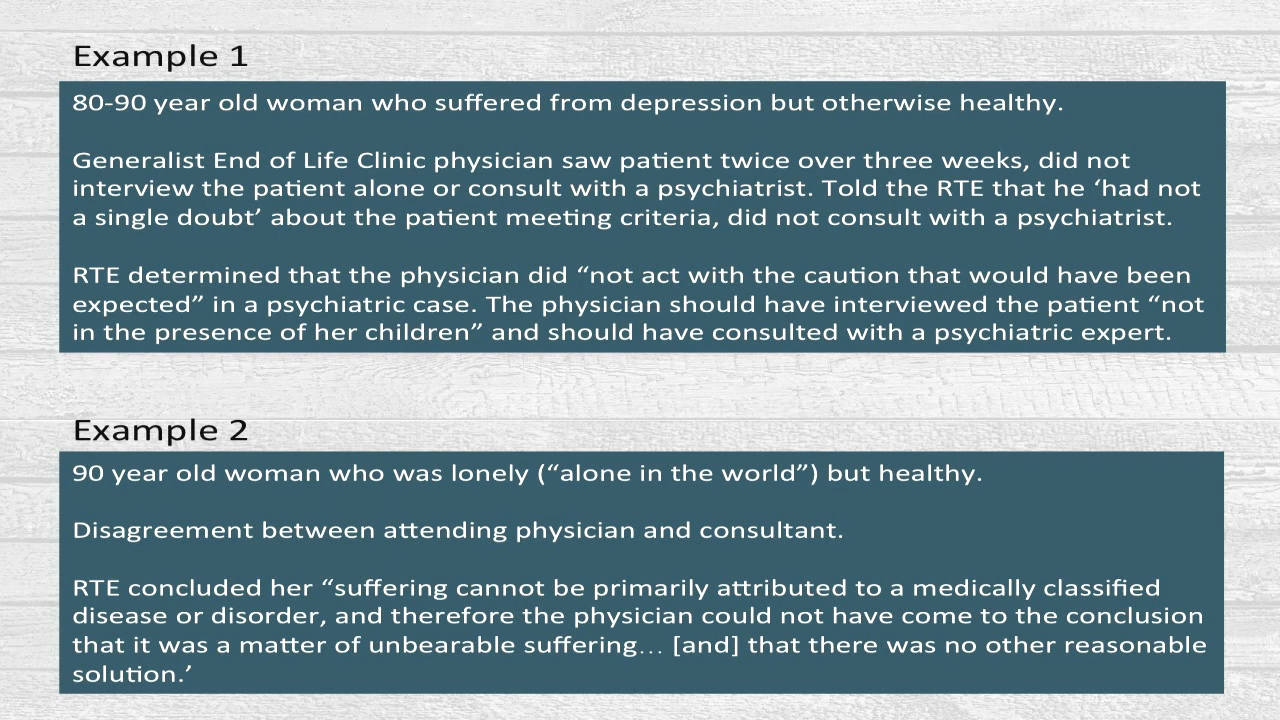 Example 1
80-90 year old woman who suffered from depression but otherwise healthy.
Generalist End of Life Clinic physician saw patient twice over three weeks, did not
interview the patient alone or consult with a psychiatrist. Told the RTE that he ‘had not
a single doubt’ about the patient meeting criteria, did not consult with a psychiatrist.
RTE determined that the physician did “not act with the caution that would have been
expected” in a psychiatric case. The physician should have interviewed the patient “not
in the presence of her children” and should have consulted with a psychiatric expert.
Example 2
90 year old woman who was lonely (“alone in the world”) but healthy.
Disagreement between attending physician and consultant.
RTE concluded her “suffering cannot be primarily attributed to a medically classified
disease or disorder, and therefore the physician could not have come to the conclusion
that it was a matter of unbearable suffering… [and] that there was no other reasonable
solution.’